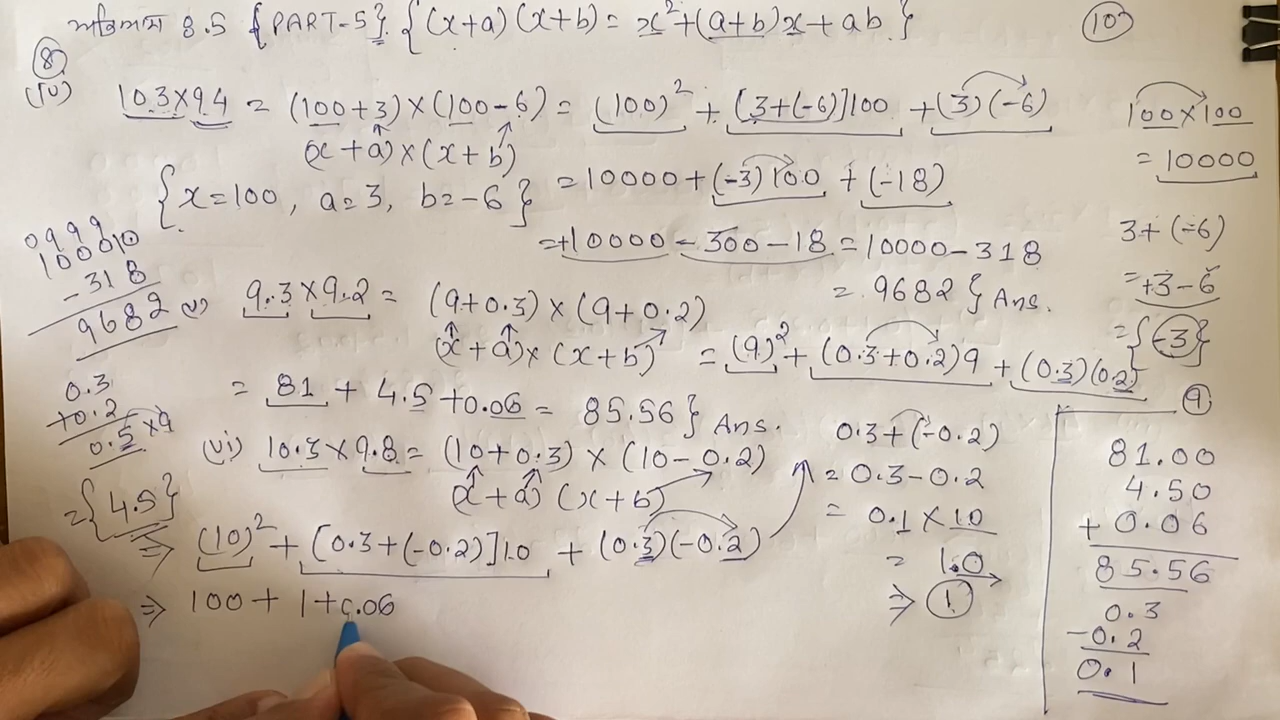 অনুশীলনী 8.5 {PART-5} {(x+a)(x+b) = x²+(a+b)x+ab} 103
8
(iv) 103×94 = (100+3)×(100-6) = (100)² + [3+(-6)]100 + (3)(-6)
(x+a)×(x+b)
{x=100, a=3, b=-6} = 10000+(-3)100 + (-18)
= +10000 - 300 - 18 = 10000 - 318
= 9682} Ans.
100×100
= 10000
3+(-6)
= +3-6
= {-3}
0999
100010
-318
9682
(v) 9.3×9.2 = (9+0.3)×(9+0.2)
(x+a)×(x+b) = (9)² + (0.3+0.2)9 + (0.3)(0.2)
= 81 + 4.5 +0.06 = 85.56} Ans.
0.3
+0.2
0.5×9
= {4.5}
(vi) 10.3×9.8 = (10+0.3)×(10-0.2)
(x+a)(x+b)
⇒ (10)² + [0.3+(-0.2)]10 + (0.3)(-0.2)
⇒ 100 + 1+0.06
0.3+(-0.2)
= 0.3-0.2
= 0.1×10
= 1.0
⇒ 1
9
81.00
4.50
+ 0.06
85.56
0.3
-0.2
0.1